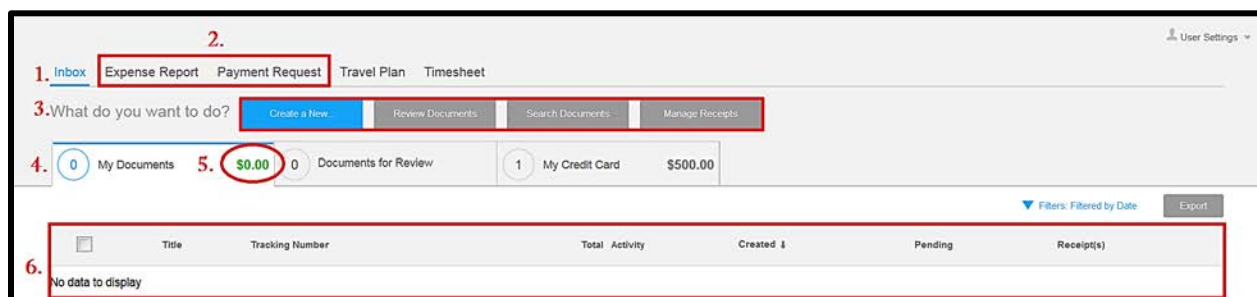 2.
User Settings
1. Inbox Expense Report Payment Request Travel Plan Timesheet
3. What do you want to do? Create a New... Review Documents Search Documents Manage Receipts
4. 0 My Documents 5. $0.00 0 Documents for Review 1 My Credit Card $500.00
Filters: Filtered by Date Export
Title Tracking Number Total Activity Created Pending Receipt(s)
6.
No data to display